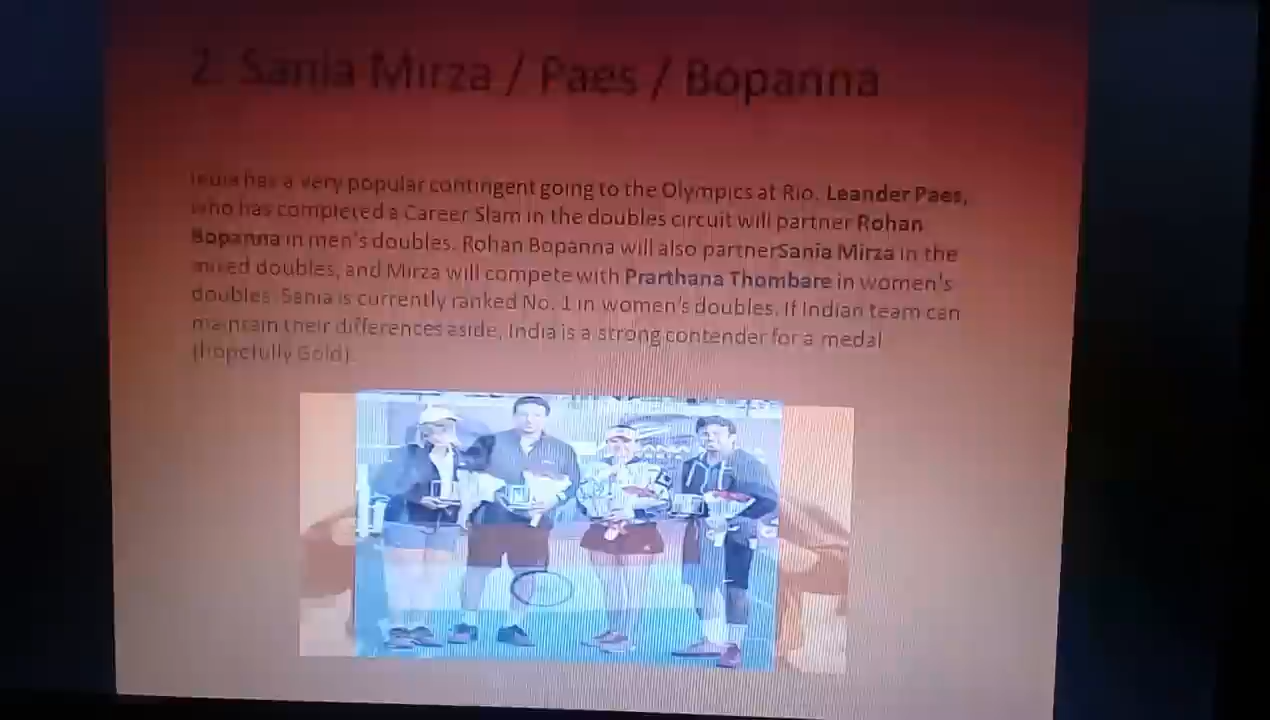 2. Sania Mirza / Paes / Bopanna
India has a very popular contingent going to the Olympics at Rio. Leander Paes,
who has completed a Career Slam in the doubles circuit will partner Rohan
Bopanna in men's doubles. Rohan Bopanna will also partnerSania Mirza in the
mixed doubles, and Mirza will compete with Prarthana Thombare in women's
doubles. Sania is currently ranked No. 1 in women's doubles. If Indian team can
maintain their differences aside, India is a strong contender for a medal
(hopefully Gold).